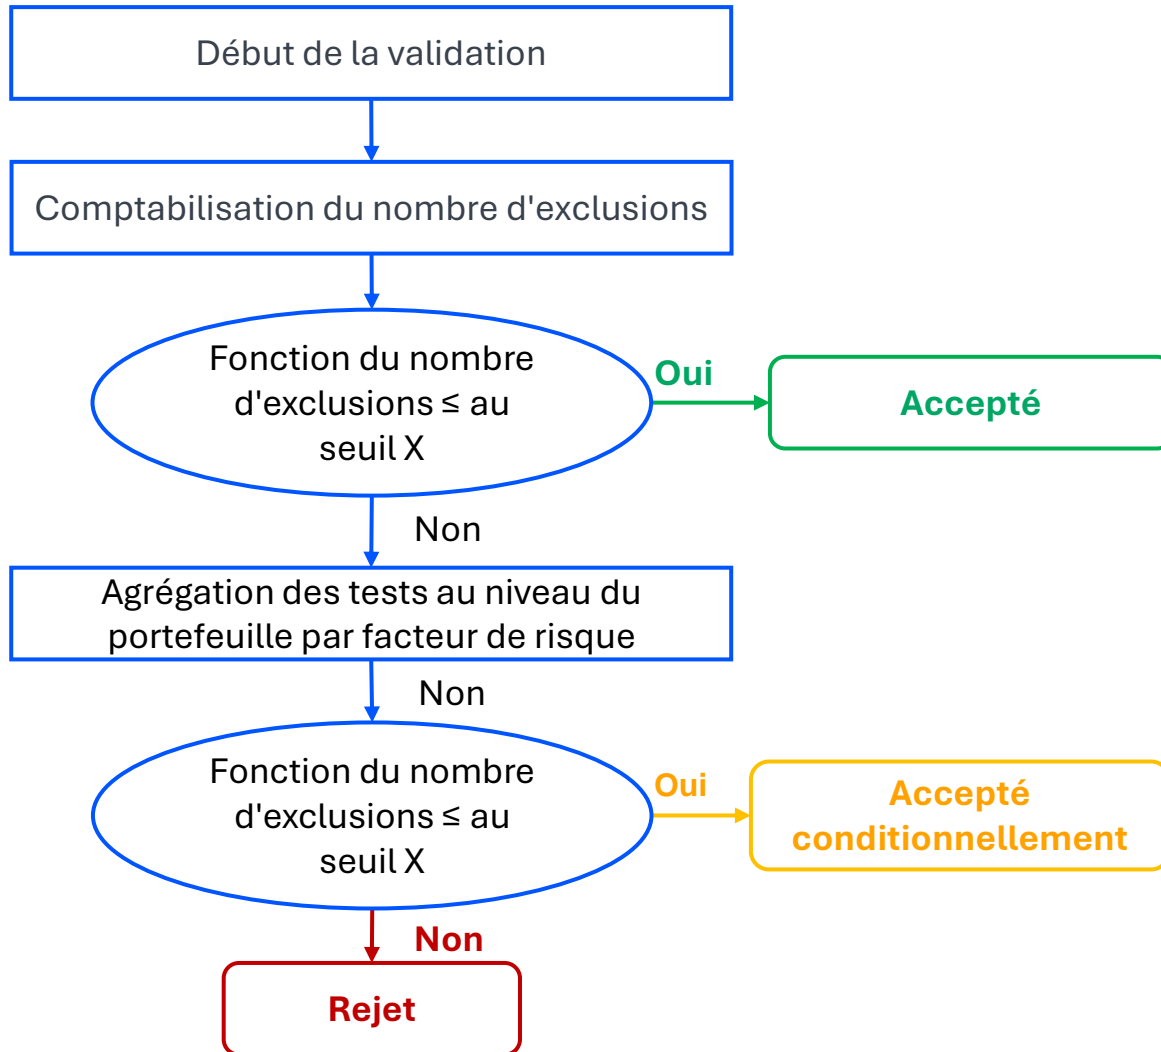 Début de la validation
Comptabilisation du nombre d'exclusions
Fonction du nombre
d'exclusions ≤ au
seuil X
Oui
Accepté
Non
Agrégation des tests au niveau du
portefeuille par facteur de risque
Non
Fonction du nombre
d'exclusions ≤ au
seuil X
Oui
Accepté
conditionnellement
Non
Rejet